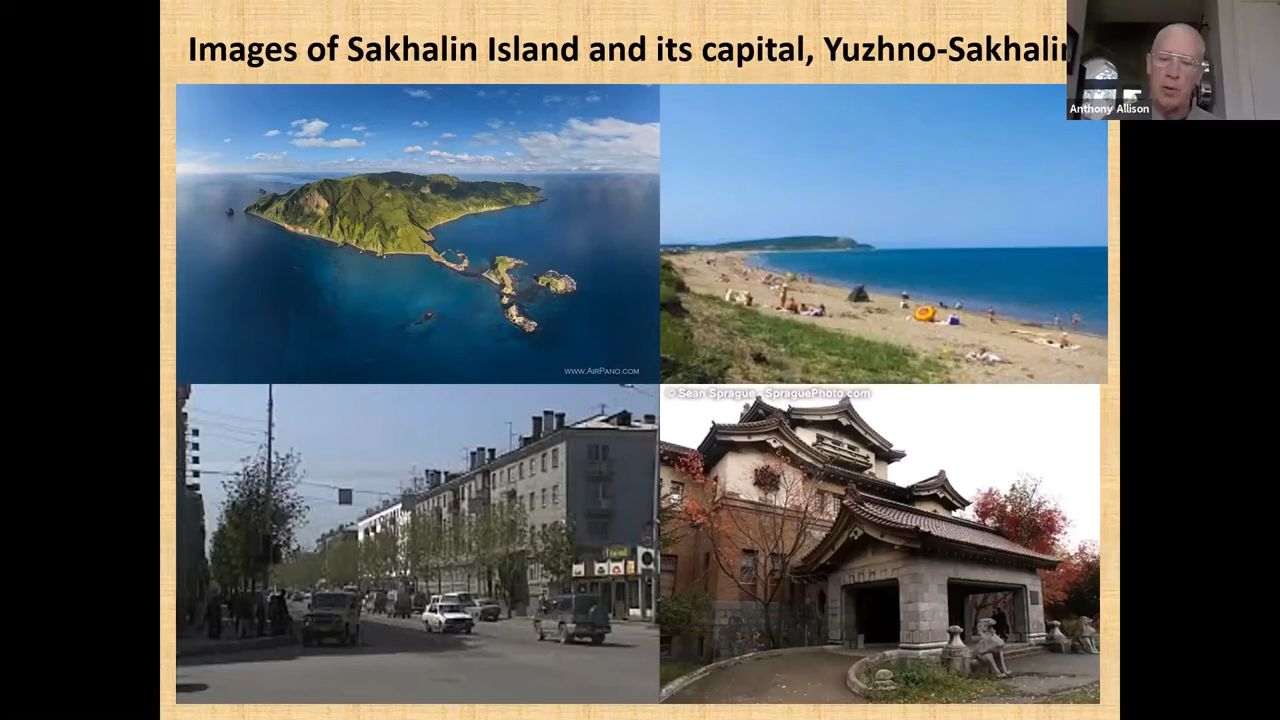 Images of Sakhalin Island and its capital, Yuzhno-Sakhalin
Anthony Allison
www.AirPano.com
© Sean Sprague - SpraguePhoto.com